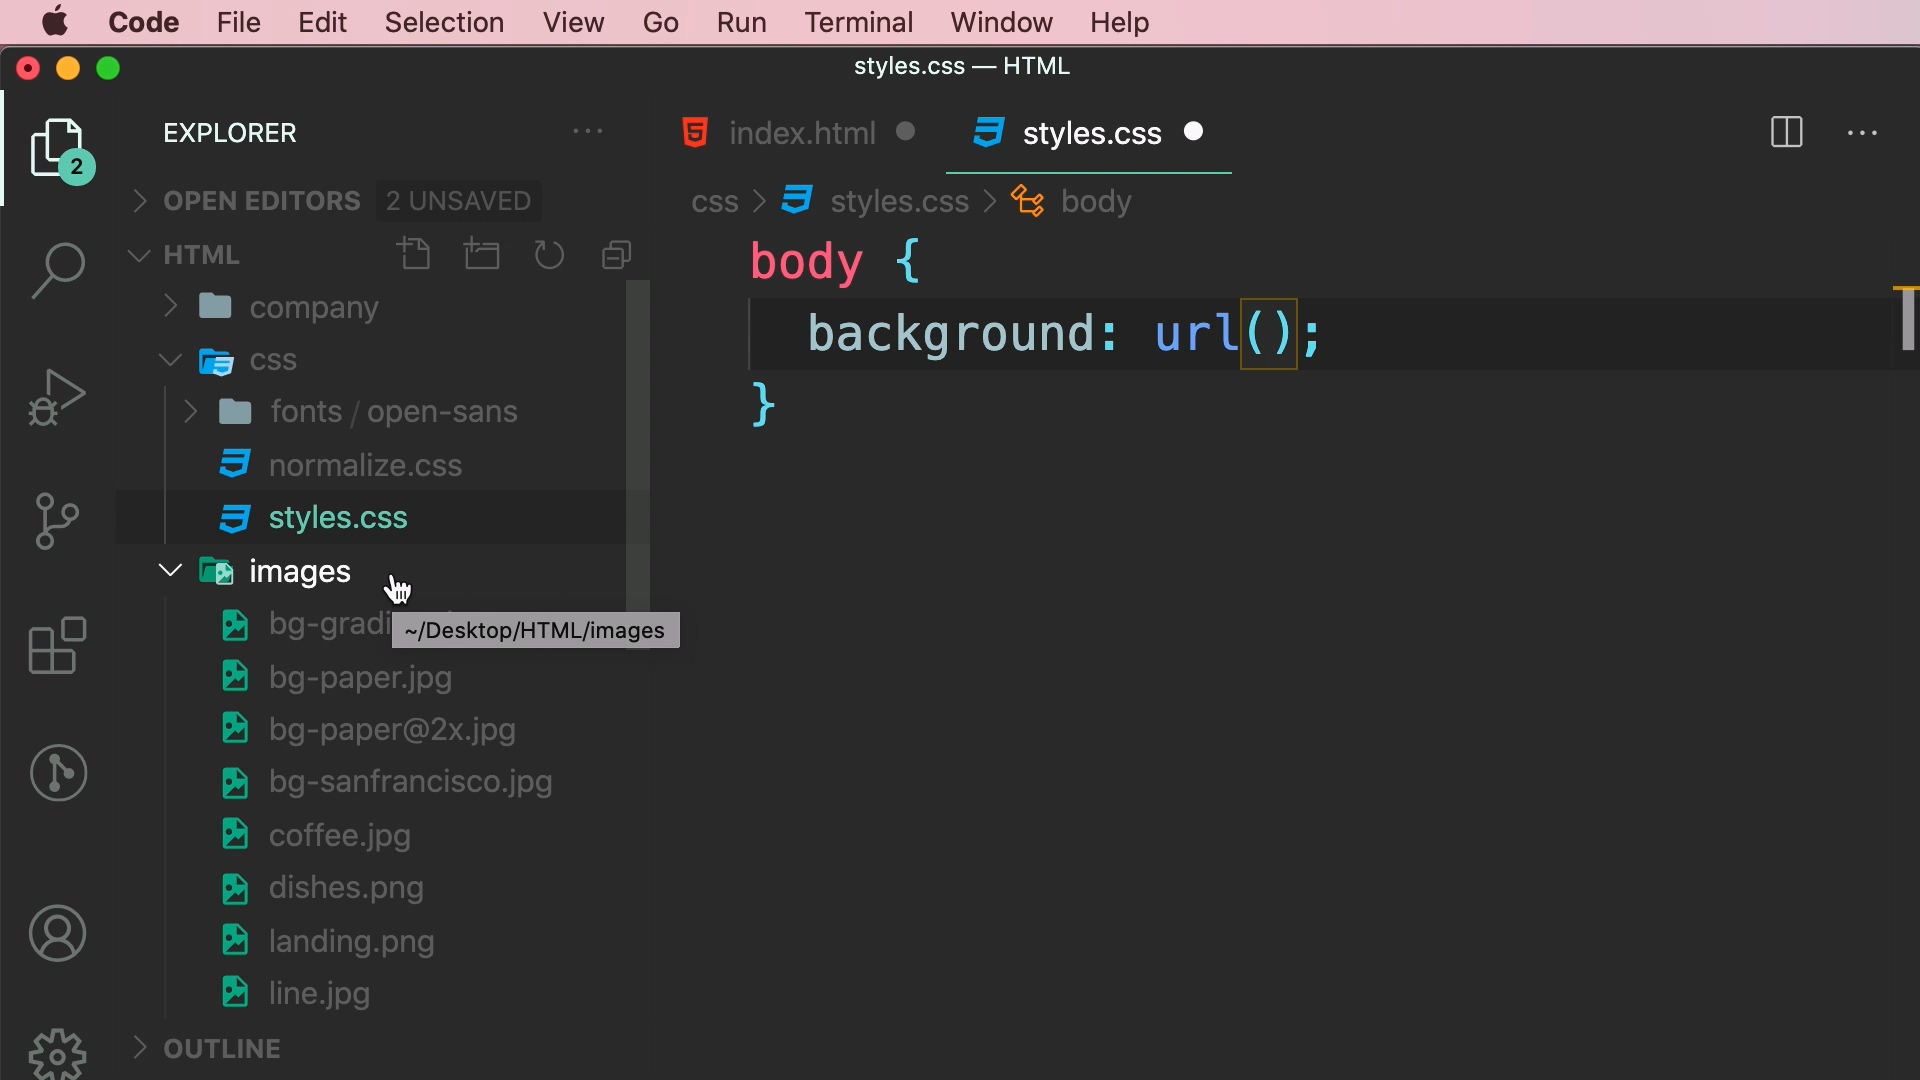 Code File Edit Selection View Go Run Terminal Window Help
styles.css — HTML
2
EXPLORER ...
OPEN EDITORS 2 UNSAVED
HTML
company
css
fonts / open-sans
normalize.css
styles.css
images
bg-gradi
~/Desktop/HTML/images
bg-paper.jpg
bg-paper@2x.jpg
bg-sanfrancisco.jpg
coffee.jpg
dishes.png
landing.png
line.jpg
OUTLINE
index.html styles.css ...
css > styles.css > body
body {
background: url();
}